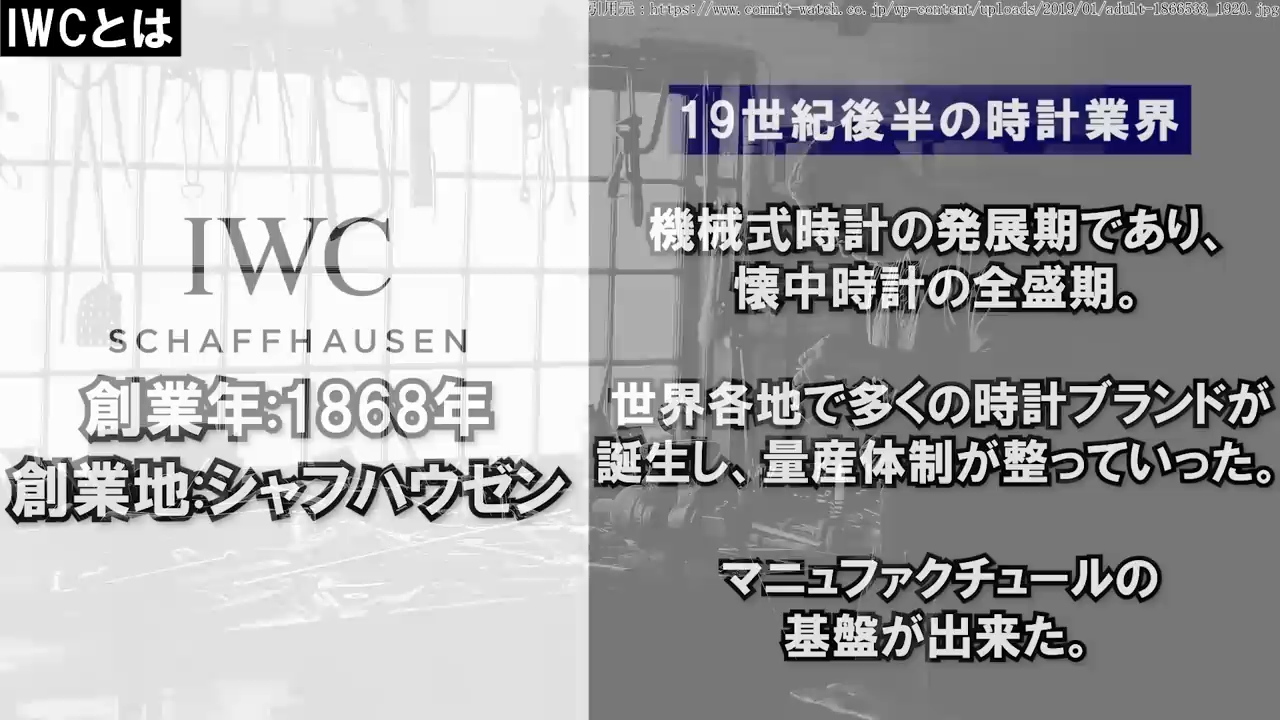 IWCとは
引用元：https://www.commit-watch.co.jp/wp-content/uploads/2019/01/adult-1868538_1920.jpg
IWC
SCHAFFHAUSEN
創業年:1868年
創業地:シャフハウゼン
19世紀後半の時計業界
機械式時計の発展期であり、
懐中時計の全盛期。
世界各地で多くの時計ブランドが
誕生し、量産体制が整っていった。
マニュファクチュールの
基盤が出来た。